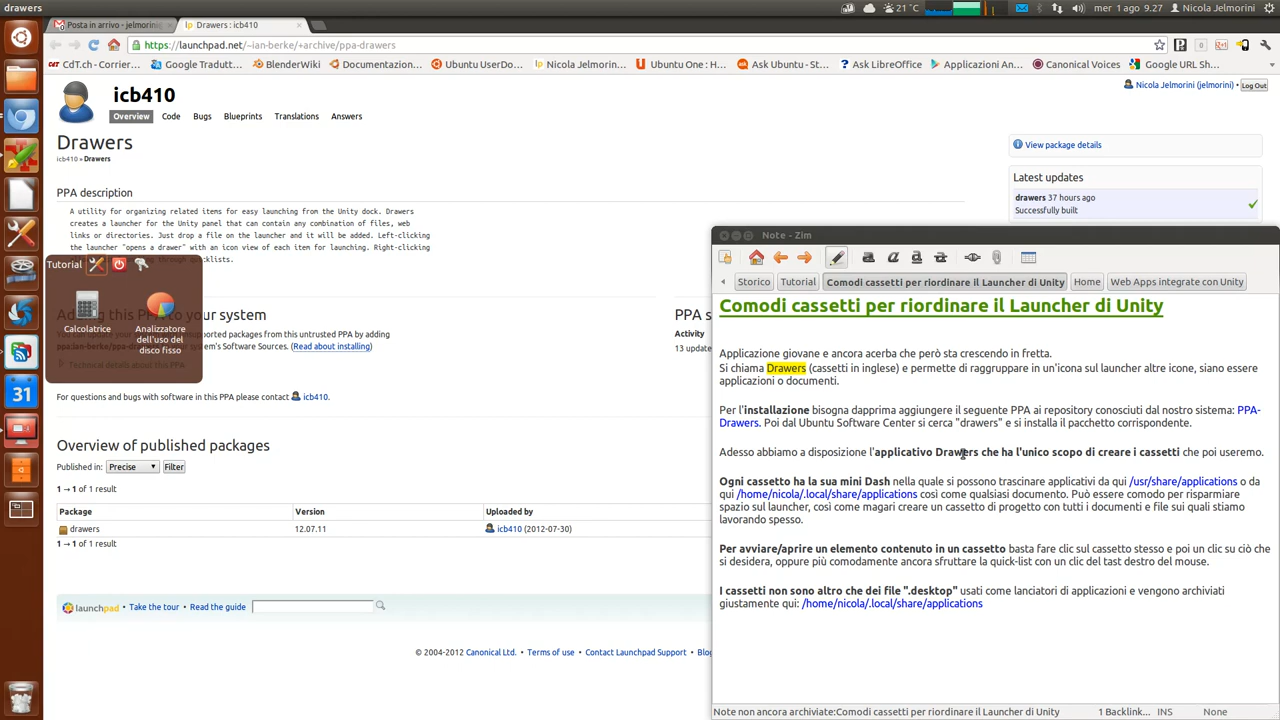 drawers
21 °C
mer 1 ago 9.27
Nicola Jelmorini
Posta in arrivo - jelmorini
Drawers : icb410
https://launchpad.net/~ian-berke/+archive/ppa-drawers
CdT.ch - Corrier...
Google Tradutt...
BlenderWiki
Documentazion...
Ubuntu UserDo...
Nicola Jelmorin...
Ubuntu One : H...
Ask Ubuntu - St...
Ask LibreOffice
Applicazioni An...
Canonical Voices
Google URL Sh...
icb410
Nicola Jelmorini (jelmorini) • Log Out
Overview Code Bugs Blueprints Translations Answers
Drawers
icb410 » Drawers
View package details
Latest updates
drawers 37 hours ago
Successfully built
PPA description
A utility for organizing related items for easy launching from the Unity dock. Drawers
creates a launcher for the Unity panel that can contain any combination of files, web
links or directories. Just drop a file on the launcher and it will be added. Left-clicking
the launcher "opens a drawer" with an icon view of each item for launching. Right-clicking
Tutorial
Calcolatrice
Analizzatore
dell'uso del
disco fisso
this PPA to your system
untrusted PPA by adding
system's Software Sources. (Read about installing)
Technical details about this PPA
For questions and bugs with software in this PPA please contact icb410.
PPA s
Activity
13 update
Overview of published packages
Published in: Precise Filter
1 → 1 of 1 result
Package Version Uploaded by
drawers 12.07.11 icb410 (2012-07-30)
1 → 1 of 1 result
launchpad • Take the tour • Read the guide
© 2004-2012 Canonical Ltd. • Terms of use • Contact Launchpad Support • Blo
Note - Zim
Storico Tutorial Comodi cassetti per riordinare il Launcher di Unity Home Web Apps integrate con Unity
Comodi cassetti per riordinare il Launcher di Unity
Applicazione giovane e ancora acerba che però sta crescendo in fretta.
Si chiama Drawers (cassetti in inglese) e permette di raggruppare in un'icona sul launcher altre icone, siano essere
applicazioni o documenti.
Per l'installazione bisogna dapprima aggiungere il seguente PPA ai repository conosciuti dal nostro sistema: PPA-
Drawers. Poi dal Ubuntu Software Center si cerca "drawers" e si installa il pacchetto corrispondente.
Adesso abbiamo a disposizione l'applicativo Drawers che ha l'unico scopo di creare i cassetti che poi useremo.
Ogni cassetto ha la sua mini Dash nella quale si possono trascinare applicativi da qui /usr/share/applications o da
qui /home/nicola/.local/share/applications così come qualsiasi documento. Può essere comodo per risparmiare
spazio sul launcher, così come magari creare un cassetto di progetto con tutti i documenti e file sui quali stiamo
lavorando spesso.
Per avviare/aprire un elemento contenuto in un cassetto basta fare clic sul cassetto stesso e poi un clic su ciò che
si desidera, oppure più comodamente ancora sfruttare la quick-list con un clic del tast destro del mouse.
I cassetti non sono altro che dei file ".desktop" usati come lanciatori di applicazioni e vengono archiviati
giustamente qui: /home/nicola/.local/share/applications
Note non ancora archiviate:Comodi cassetti per riordinare il Launcher di Unity 1 Backlink... INS None
31